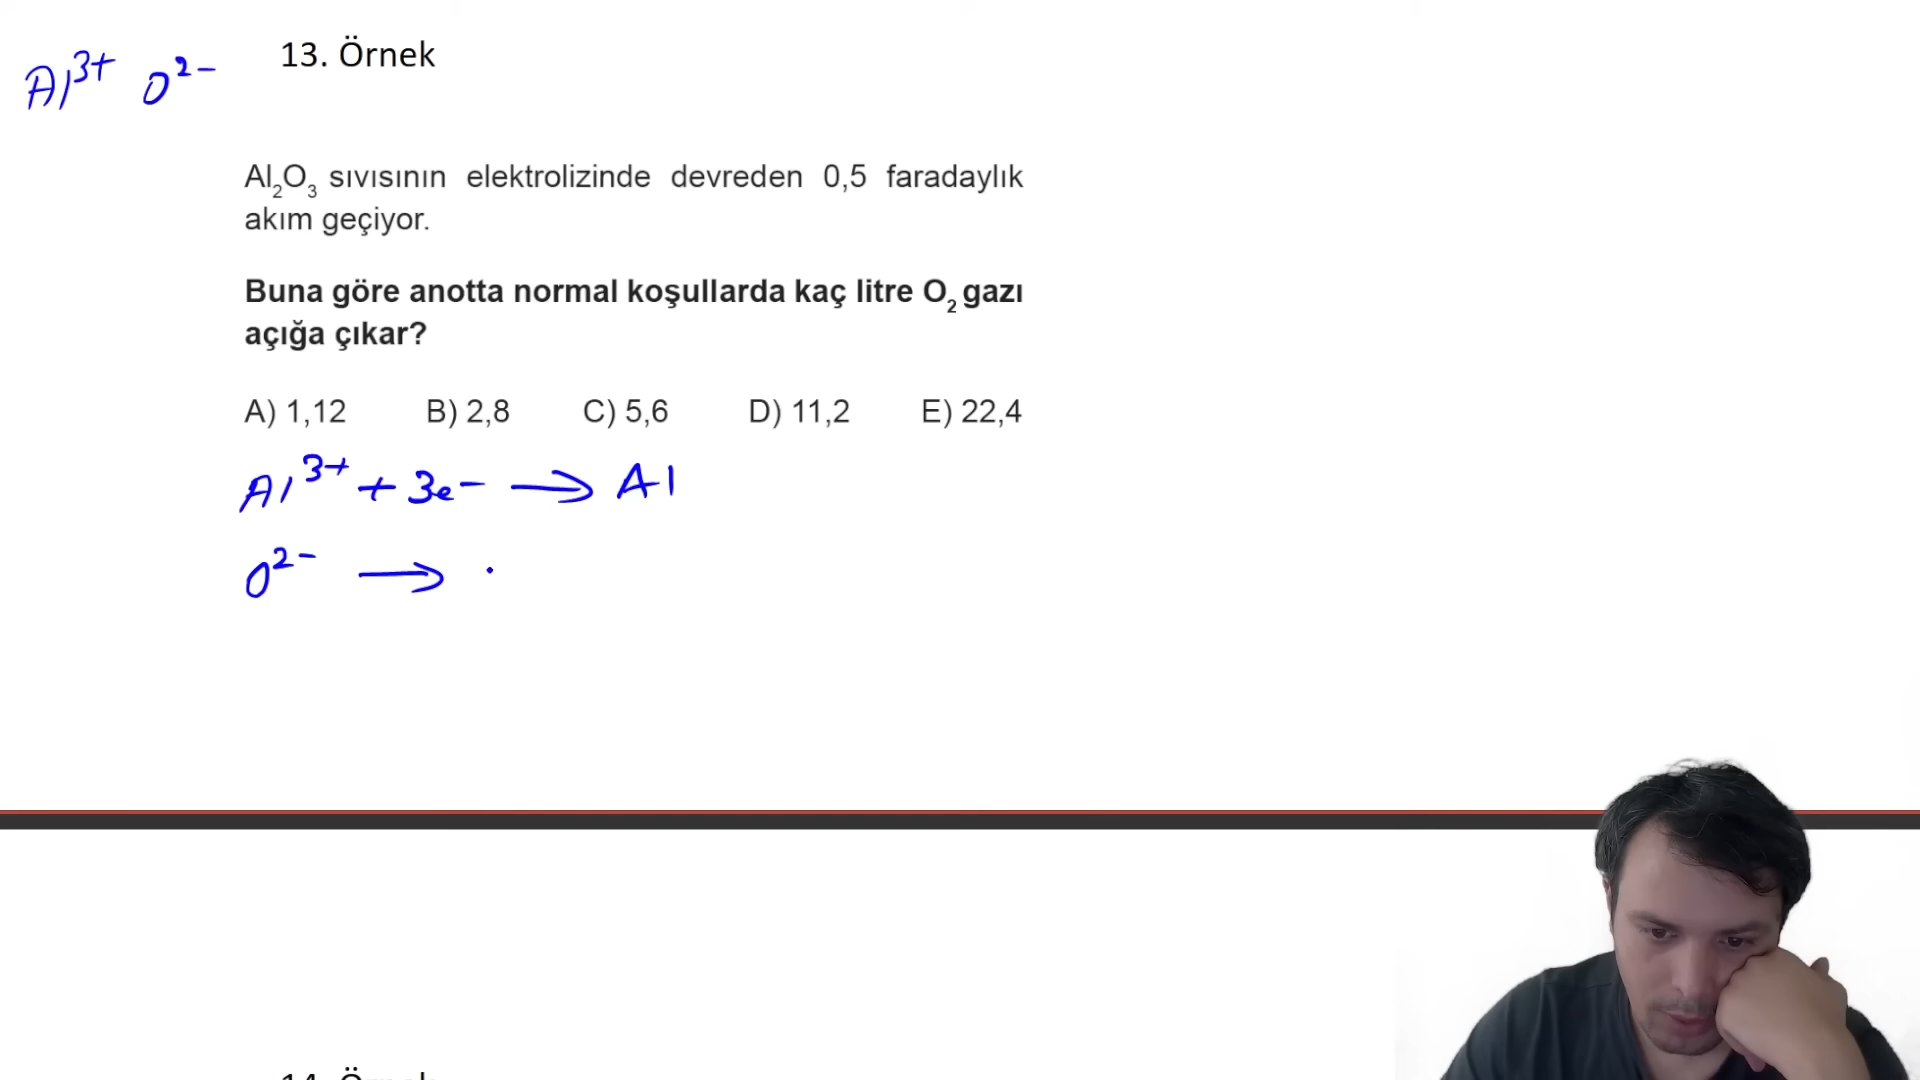 Al³⁺ O²⁻
13. Örnek
Al₂O₃ sıvısının elektrolizinde devreden 0,5 faradaylık
akım geçiyor.
Buna göre anotta normal koşullarda kaç litre O₂ gazı
açığa çıkar?
A) 1,12 B) 2,8 C) 5,6 D) 11,2 E) 22,4
Al³⁺ + 3e⁻ → Al
O²⁻ → .